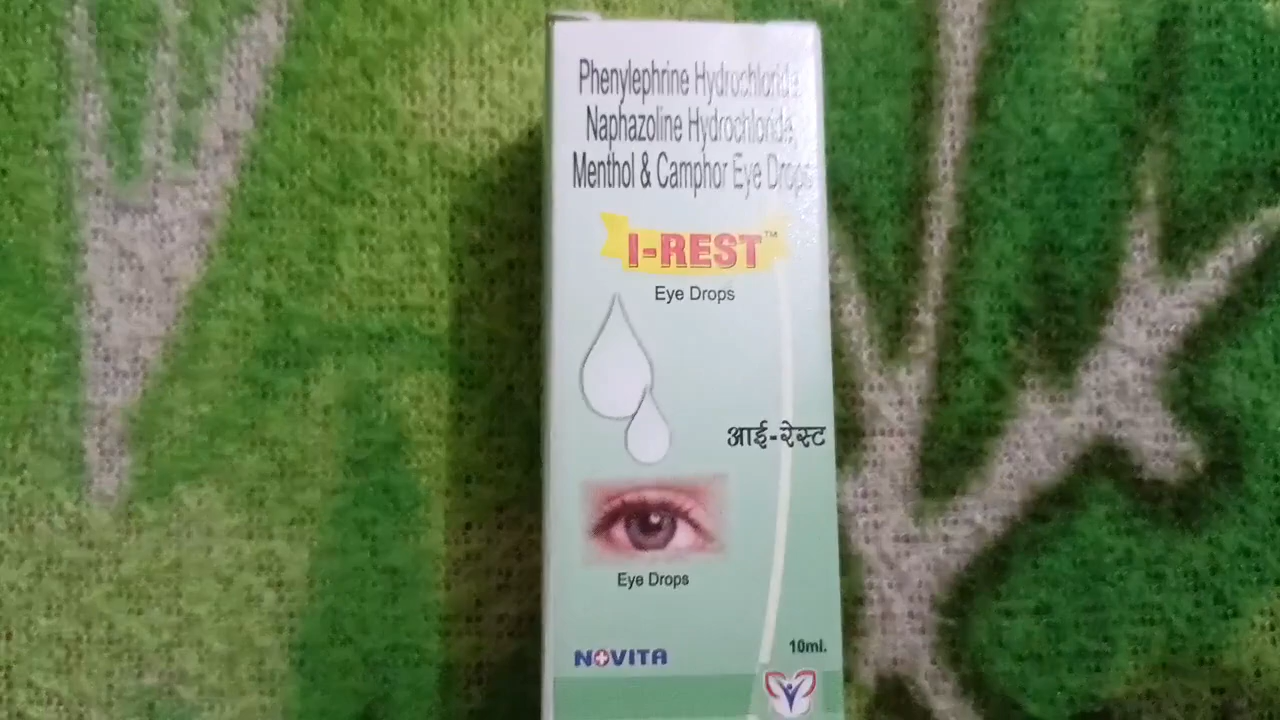 Phenylephrine Hydrochloride,
Naphazoline Hydrochloride,
Menthol & Camphor Eye Drops
I-REST™
Eye Drops
आई-रेस्ट
Eye Drops
NOVITA
10ml.